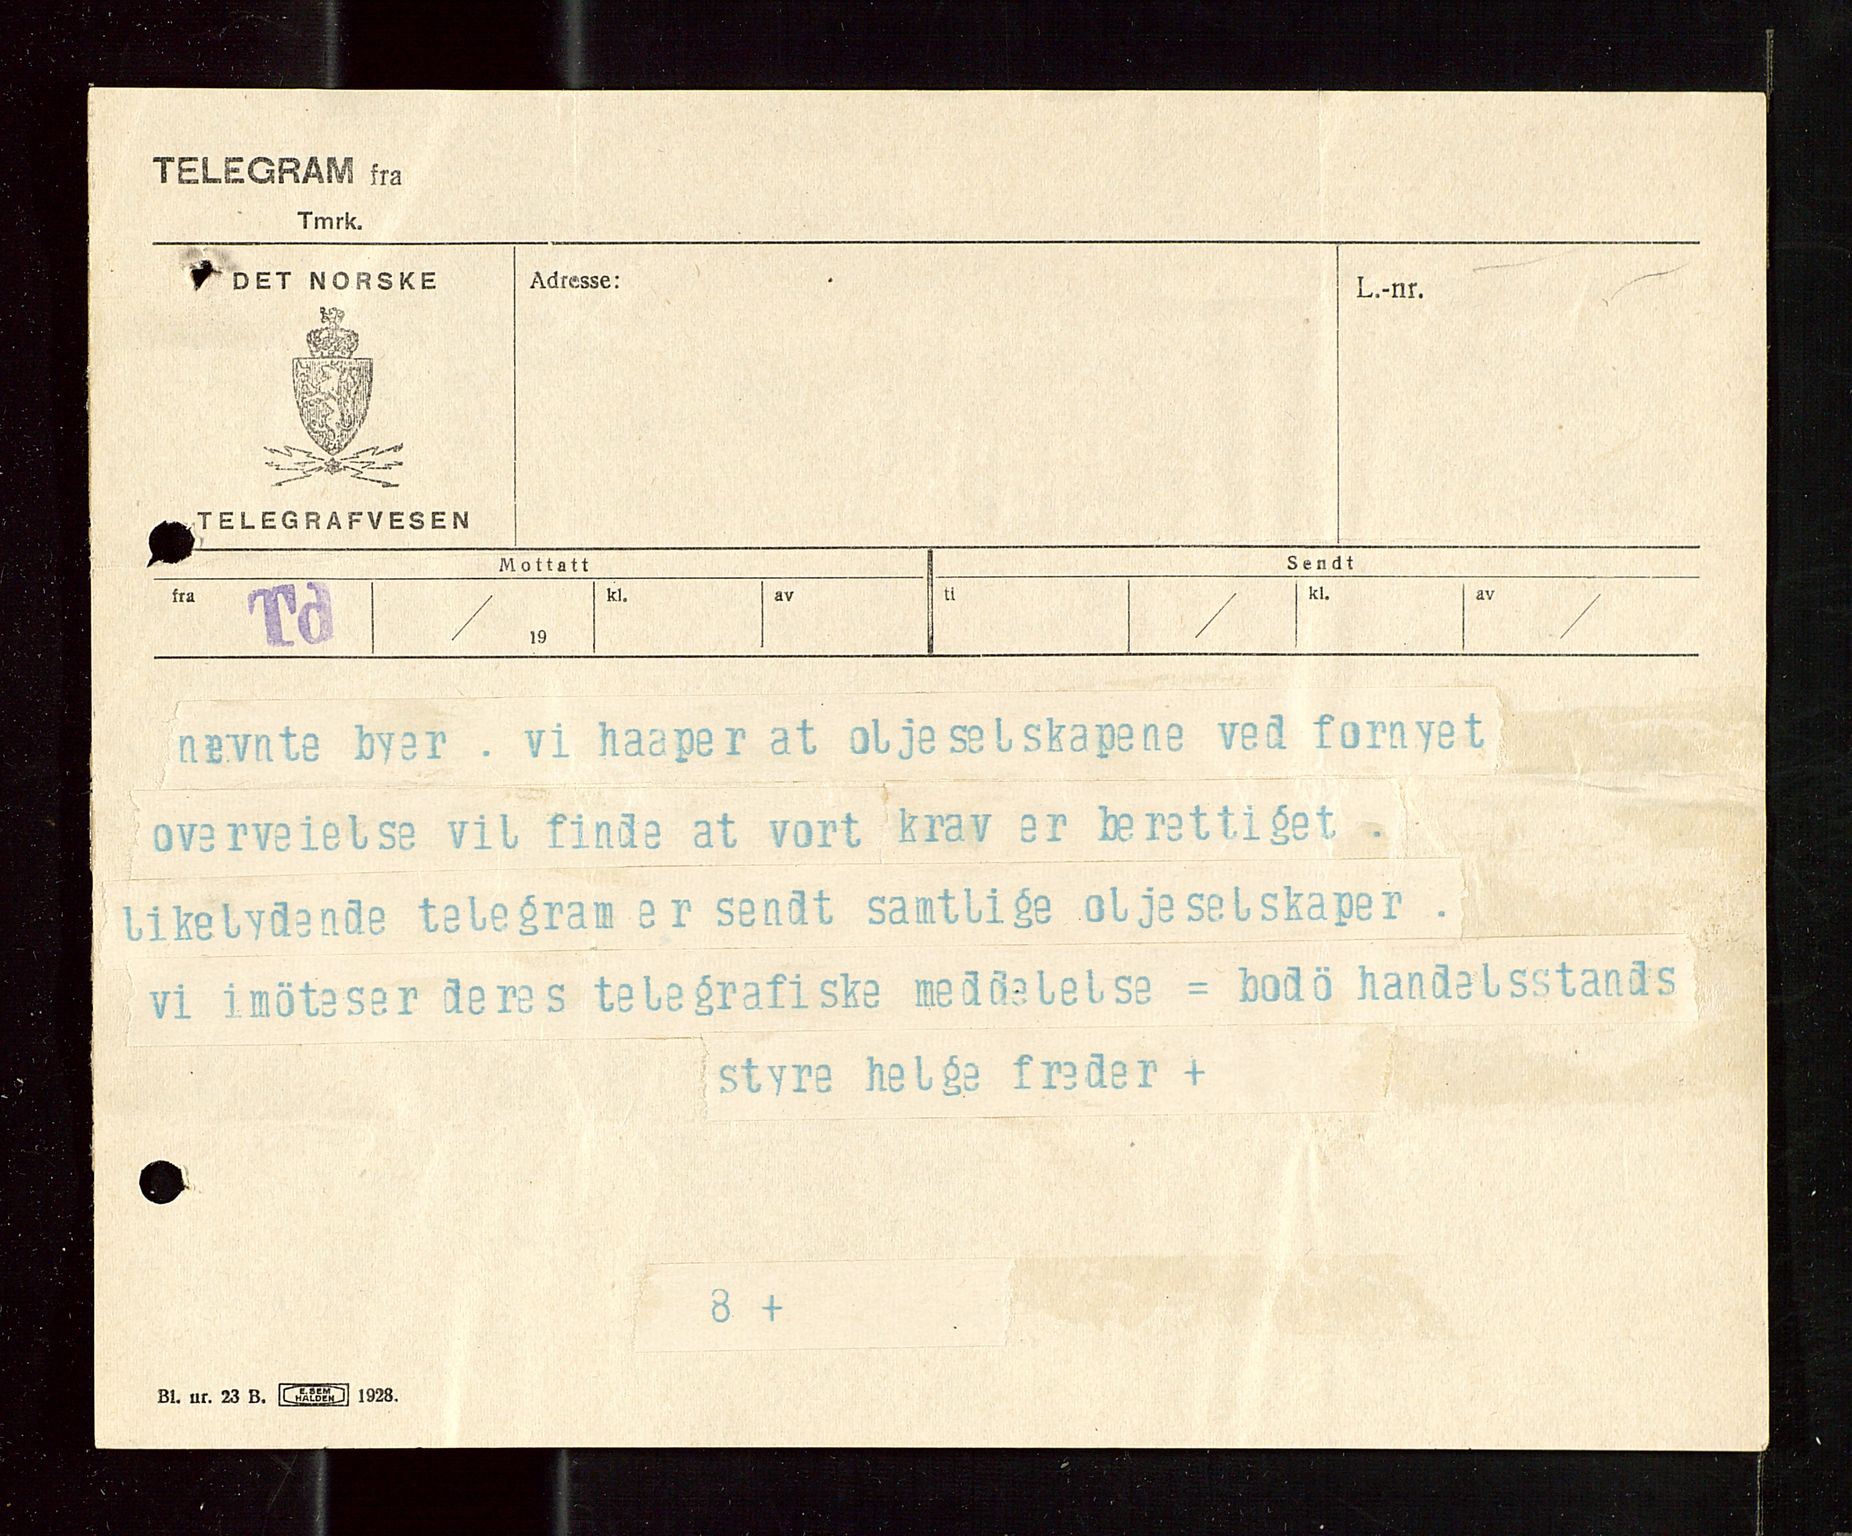 TELEGRAM fra
Tmrk.
DET NORSKE
TELEGRAFVESEN
Adresse:
L.-nr.
Mottatt
Sendt
fra Td / 19 kl. av ti / kl. av /
nævnte byer . vi haaper at oljeselskapene ved fornyet
overveielse vil finde at vort krav er berettiget .
likelydende telegram er sendt samtlige oljeselskaper .
vi imöteser deres telegrafiske meddelelse = bodö handelsstands
styre helge freder +
8 +
Bl. nr. 23 B. E. SEM HALDEN 1928.